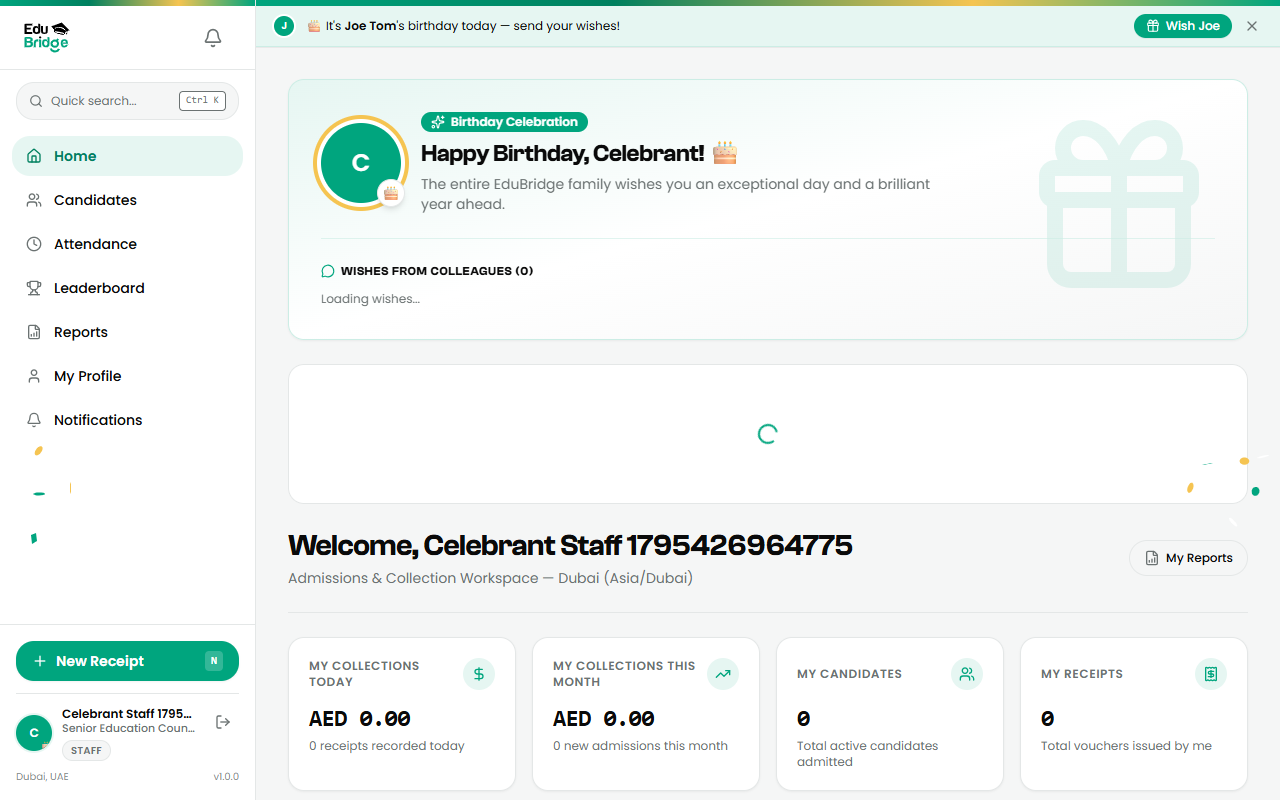 Edu
Bridge
Quick search...
Ctrl K
Home
Candidates
Attendance
Leaderboard
Reports
My Profile
Notifications
New Receipt
N
C
Celebrant Staff 1795...
Senior Education Coun...
STAFF
Dubai, UAE
v1.0.0
J
It's Joe Tom's birthday today — send your wishes!
Wish Joe
C
Birthday Celebration
Happy Birthday, Celebrant!
The entire EduBridge family wishes you an exceptional day and a brilliant
year ahead.
WISHES FROM COLLEAGUES (0)
Loading wishes...
Welcome, Celebrant Staff 1795426964775
Admissions & Collection Workspace — Dubai (Asia/Dubai)
My Reports
MY COLLECTIONS
TODAY
AED 0.00
0 receipts recorded today
MY COLLECTIONS THIS
MONTH
AED 0.00
0 new admissions this month
MY CANDIDATES
0
Total active candidates
admitted
MY RECEIPTS
0
Total vouchers issued by me